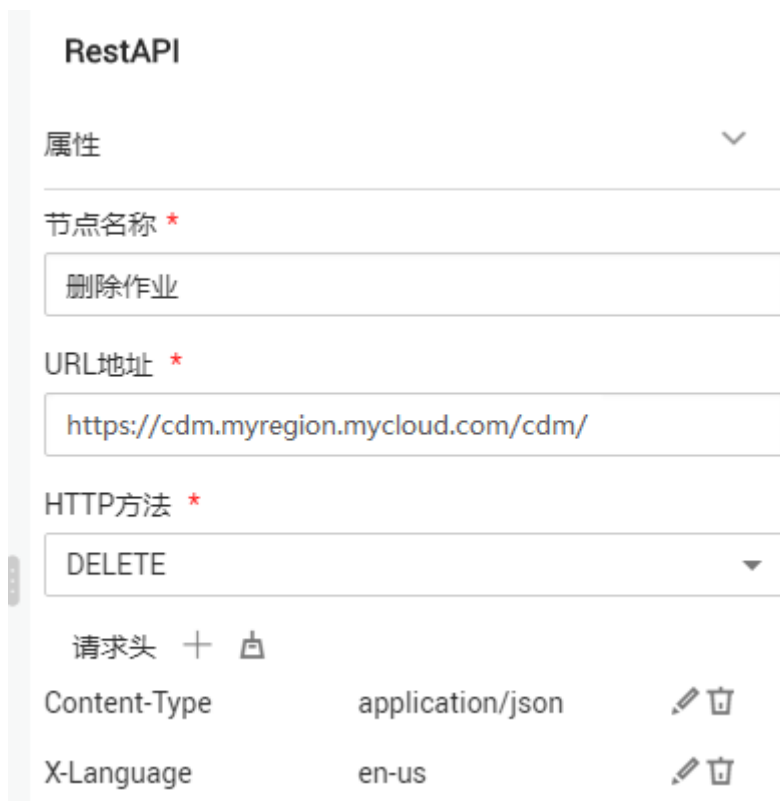 RestAPI
属性
节点名称 *
删除作业
URL地址 *
https://cdm.myregion.mycloud.com/cdm/
HTTP方法 *
DELETE
请求头
Content-Type application/json
X-Language en-us